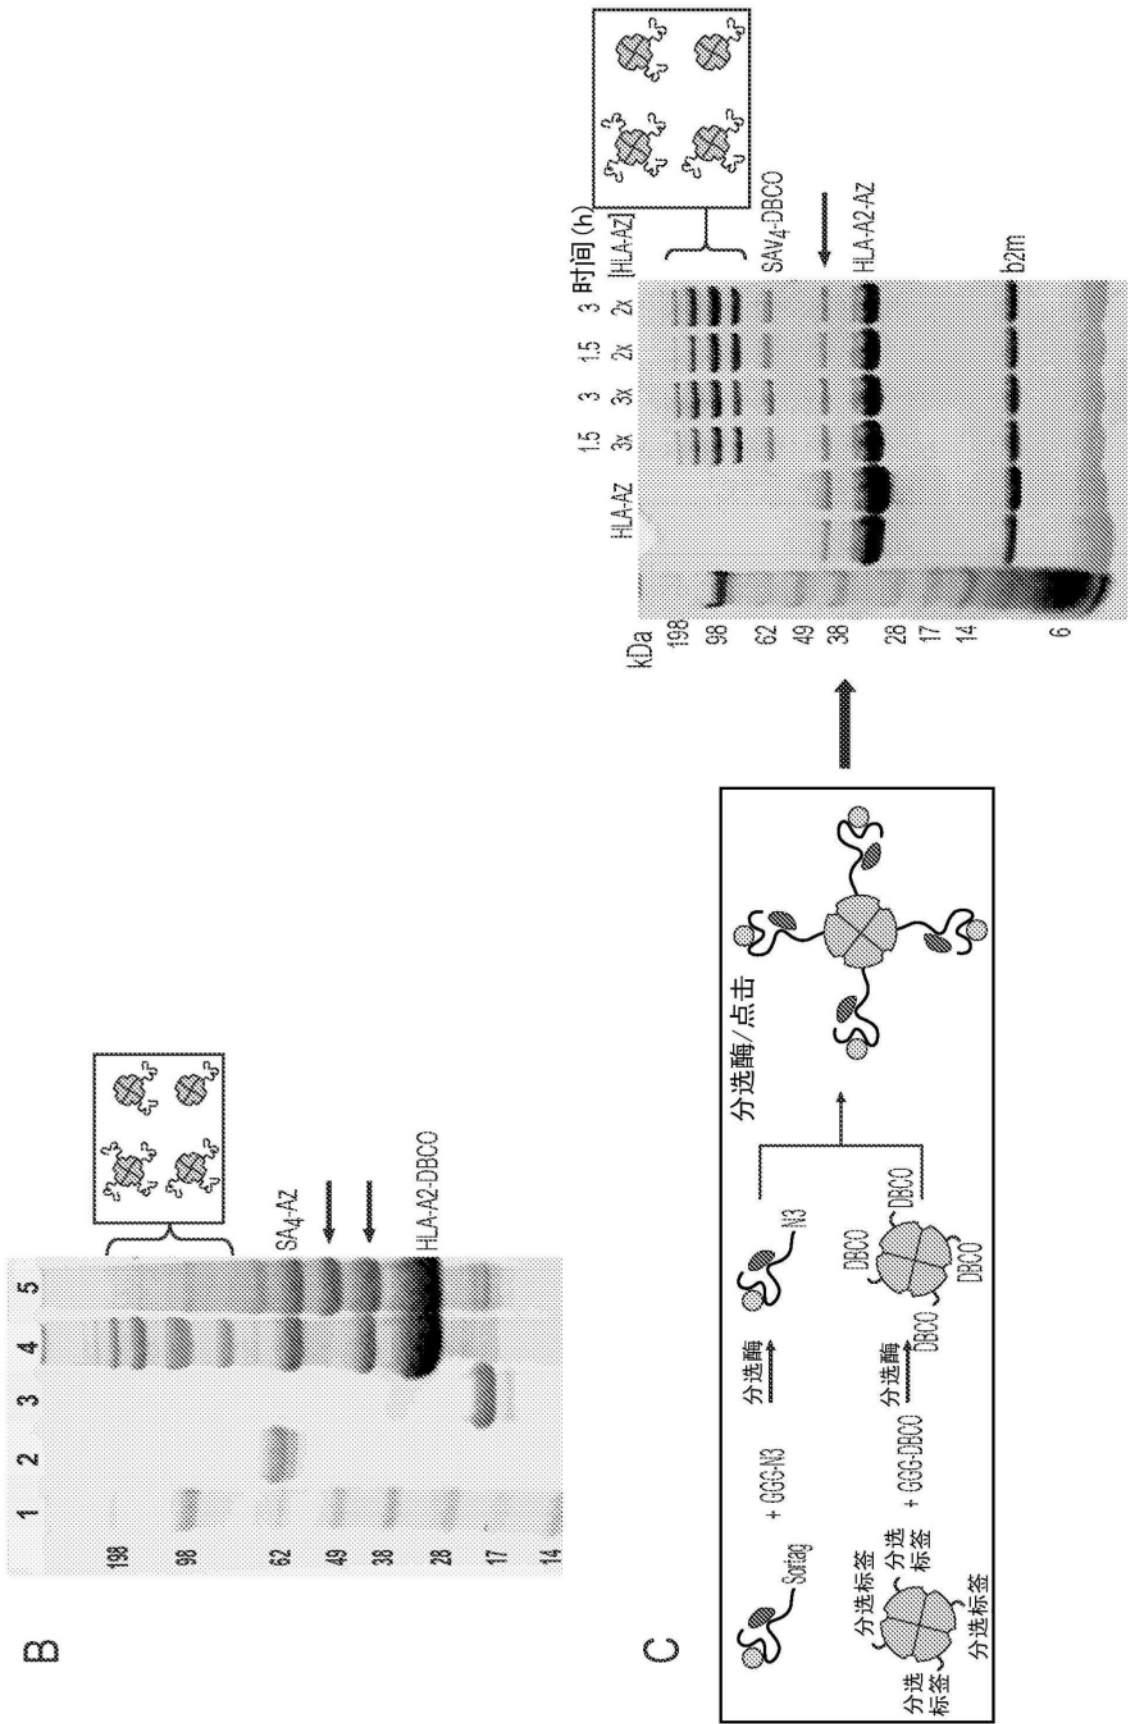 B
1 2 3 4 5
198
98
62
49
38
28
17
14
SA4-AZ
HLA-A2-DBCO
C
Sortag
+ GGG-N3
分选酶
N3
分选标签
分选标签
分选标签
分选标签
+ GGG-DBCO
分选酶
DBCO
DBCO
DBCO
DBCO
分选酶/点击
kDa
198
98
62
49
38
28
17
14
6
HLA-AZ
1.5 3 1.5 3 时间(h)
3x 3x 2x 2x [HLA-AZ]
SAV4-DBCO
HLA-A2-AZ
b2m